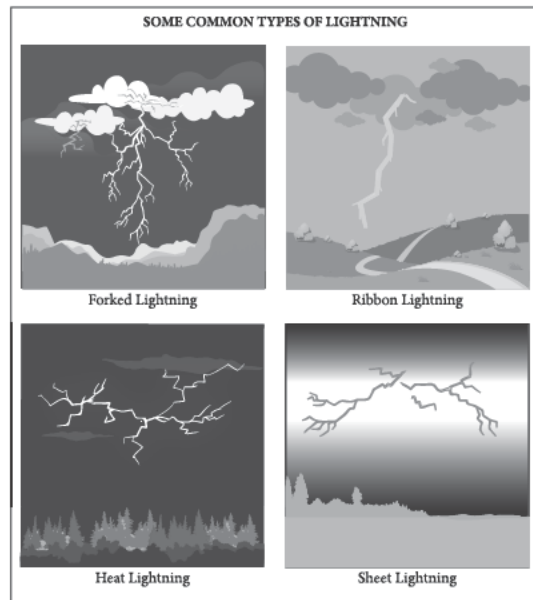 SOME COMMON TYPES OF LIGHTNING
Forked Lightning
Ribbon Lightning
Heat Lightning
Sheet Lightning